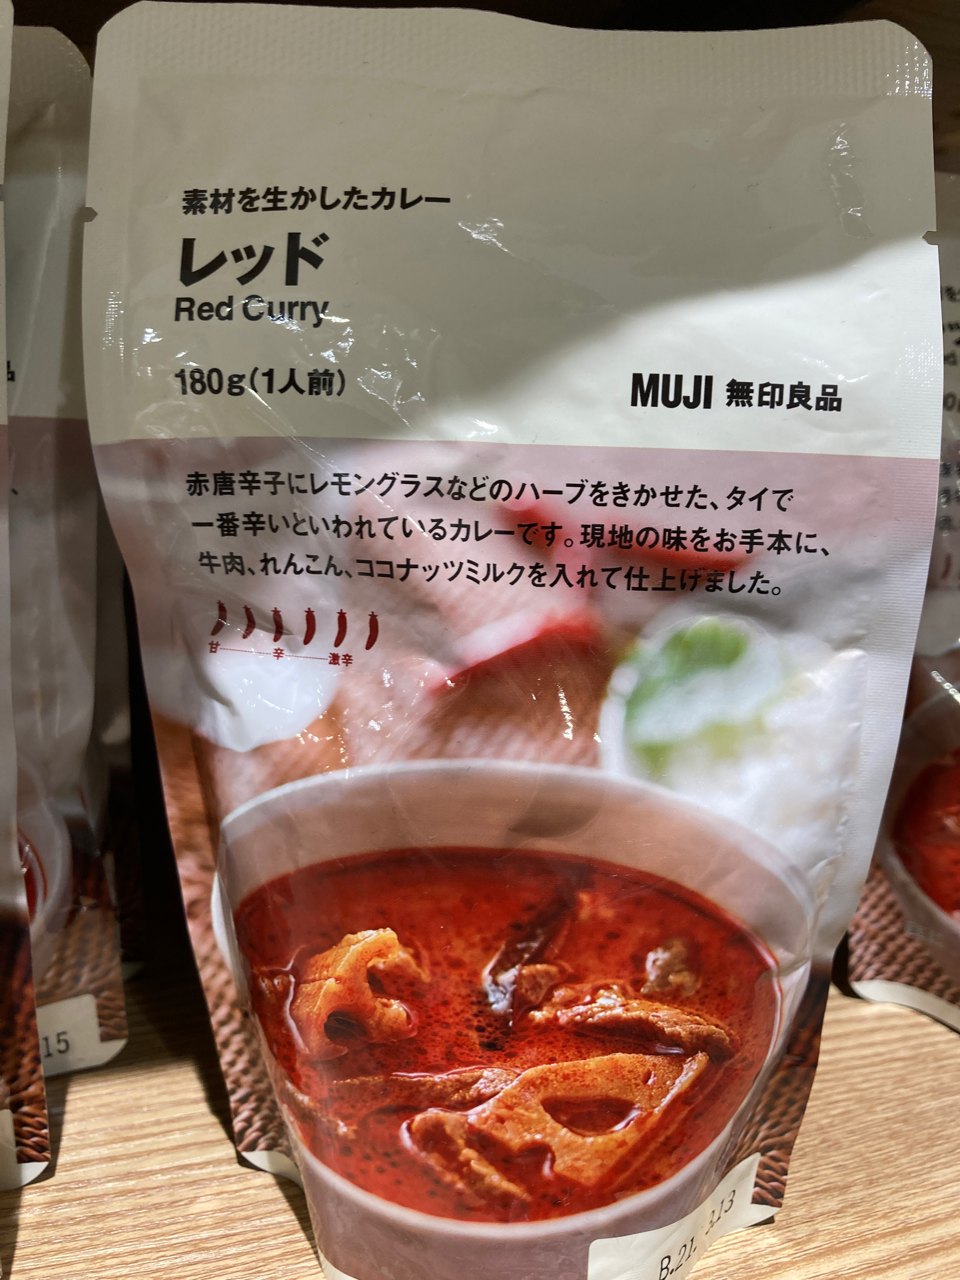 素材を生かしたカレー
レッド
Red Curry
180g(1人前)
MUJI 無印良品
赤唐辛子にレモングラスなどのハーブをきかせた、タイで
一番辛いといわれているカレーです。現地の味をお手本に、
牛肉、れんこん、ココナッツミルクを入れて仕上げました。
甘 辛 激辛
15